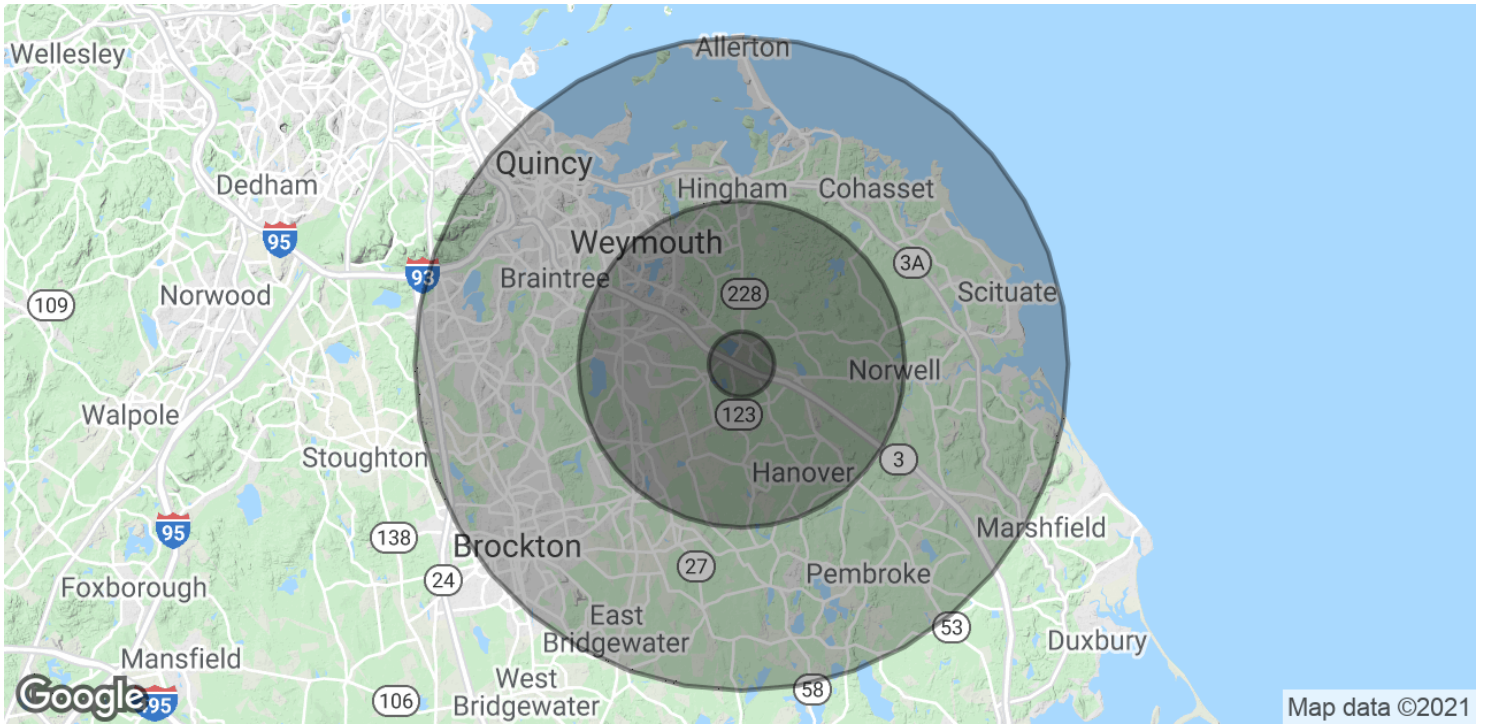 Allerton
Wellesley
Quincy
Dedham
Hingham
Cohasset
95
Weymouth
3A
93
Braintree
Norwood
109
228
Scituate
Norwell
Walpole
123
Stoughton
3
Hanover
95
Marshfield
138
Brockton
27
Pembroke
24
Foxborough
East
Bridgewater
53
Duxbury
Mansfield
West
Bridgewater
58
106
Google
95
Map data ©2021